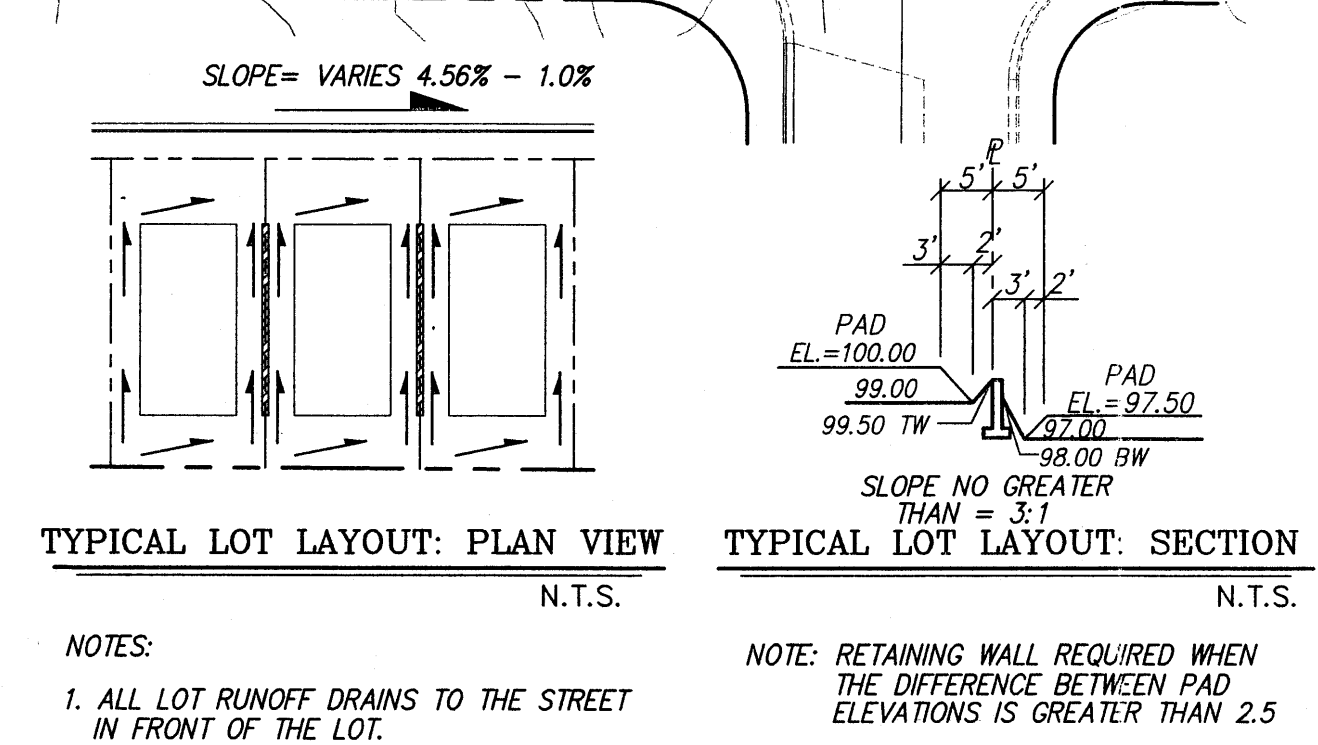 SLOPE= VARIES 4.56% - 1.0%
TYPICAL LOT LAYOUT: PLAN VIEW
N.T.S.
NOTES:
1. ALL LOT RUNOFF DRAINS TO THE STREET
IN FRONT OF THE LOT.
PL
5' 5'
3' 2'
3' 2'
PAD
EL.=100.00
99.00
99.50 TW
PAD
EL.=97.50
97.00
98.00 BW
SLOPE NO GREATER
THAN = 3:1
TYPICAL LOT LAYOUT: SECTION
N.T.S.
NOTE: RETAINING WALL REQUIRED WHEN
THE DIFFERENCE BETWEEN PAD
ELEVATIONS IS GREATER THAN 2.5